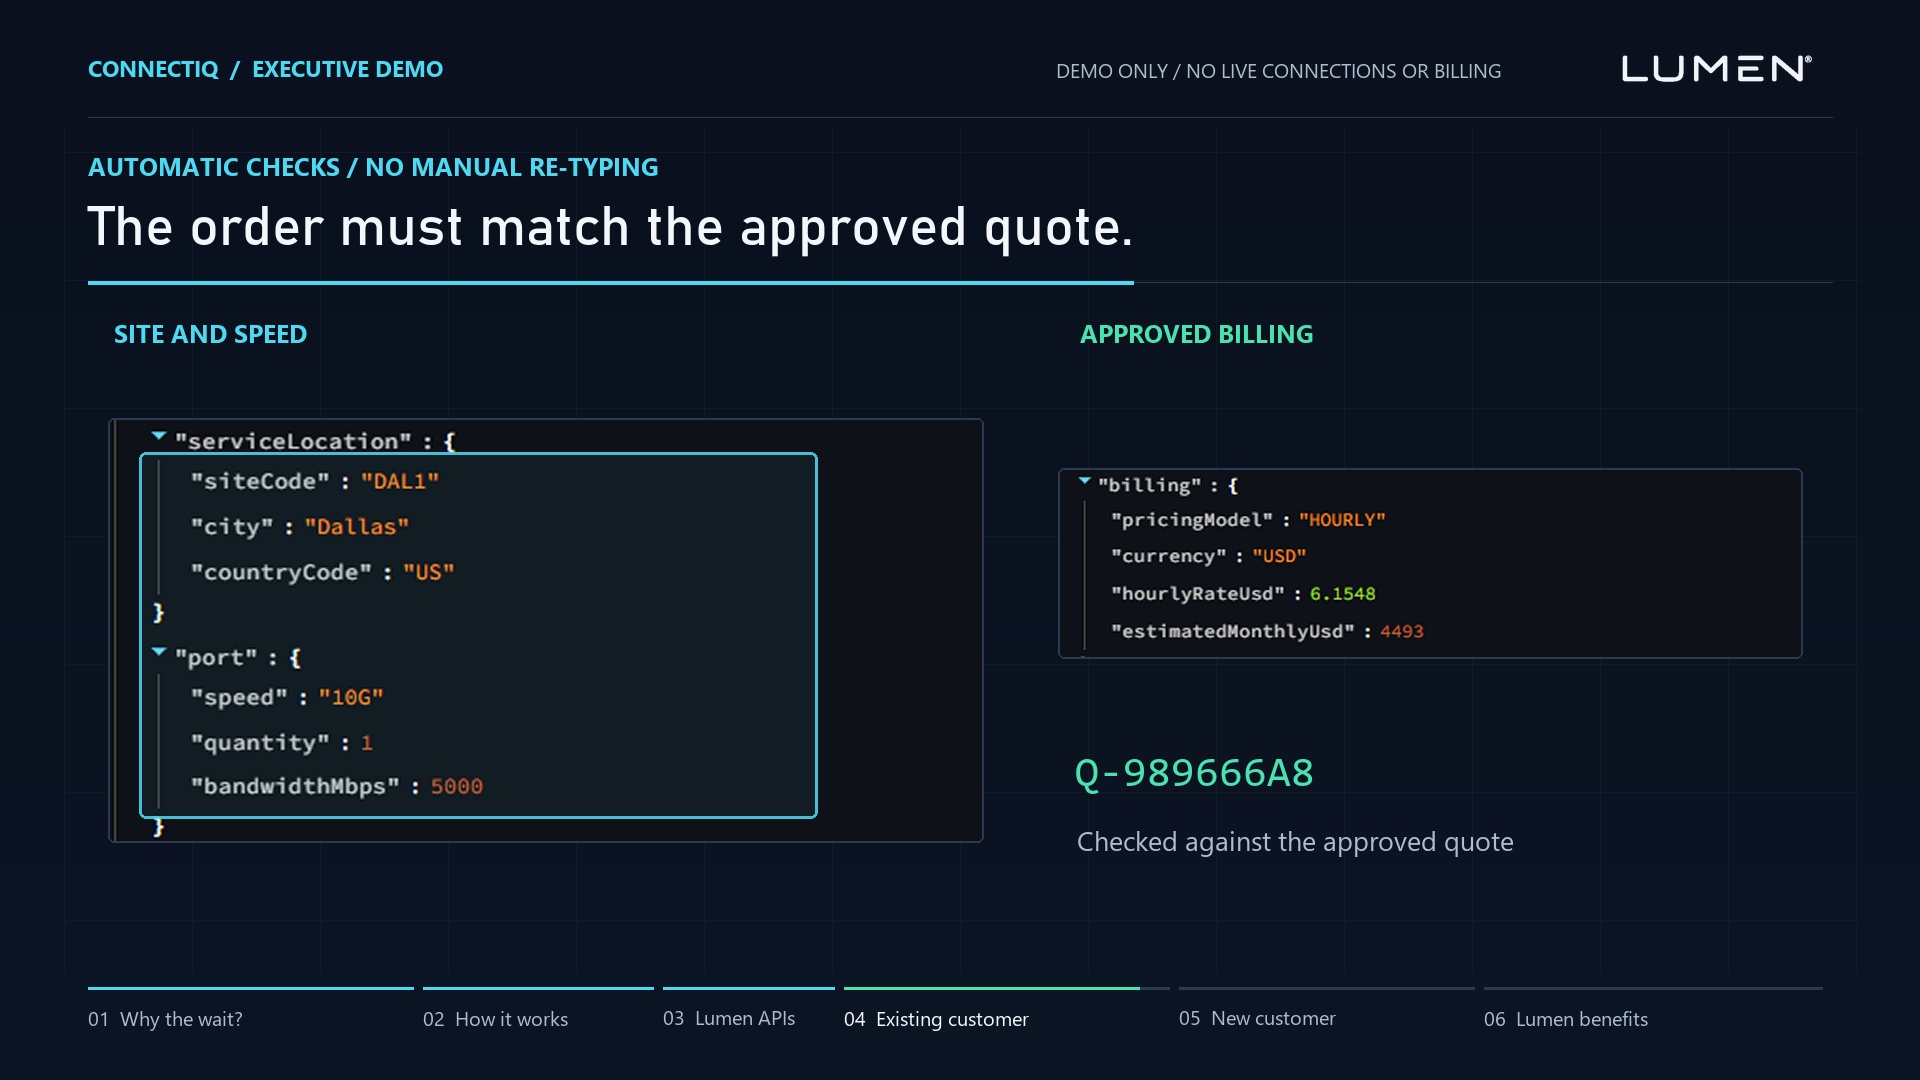 CONNECTIQ / EXECUTIVE DEMO
DEMO ONLY / NO LIVE CONNECTIONS OR BILLING
LUMEN®
AUTOMATIC CHECKS / NO MANUAL RE-TYPING
The order must match the approved quote.
SITE AND SPEED
"serviceLocation" : {
"siteCode" : "DAL1"
"city" : "Dallas"
"countryCode" : "US"
}
"port" : {
"speed" : "10G"
"quantity" : 1
"bandwidthMbps" : 5000
}
APPROVED BILLING
"billing" : {
"pricingModel" : "HOURLY"
"currency" : "USD"
"hourlyRateUsd" : 6.1548
"estimatedMonthlyUsd" : 4493
Q-989666A8
Checked against the approved quote
01 Why the wait?
02 How it works
03 Lumen APIs
04 Existing customer
05 New customer
06 Lumen benefits